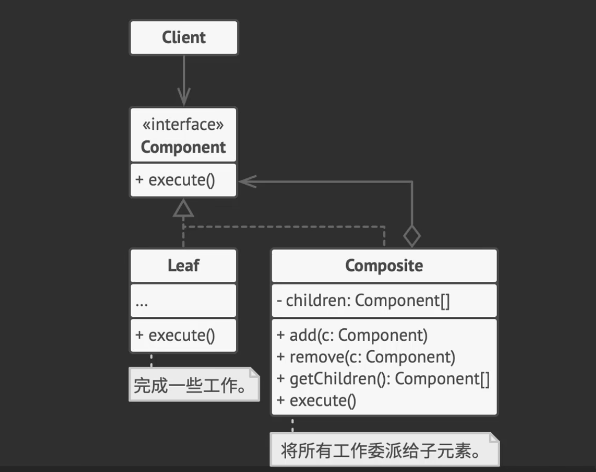 Client
«interface»
Component
+ execute()
Leaf
...
+ execute()
完成一些工作。
Composite
- children: Component[]
+ add(c: Component)
+ remove(c: Component)
+ getChildren(): Component[]
+ execute()
将所有工作委派给子元素。